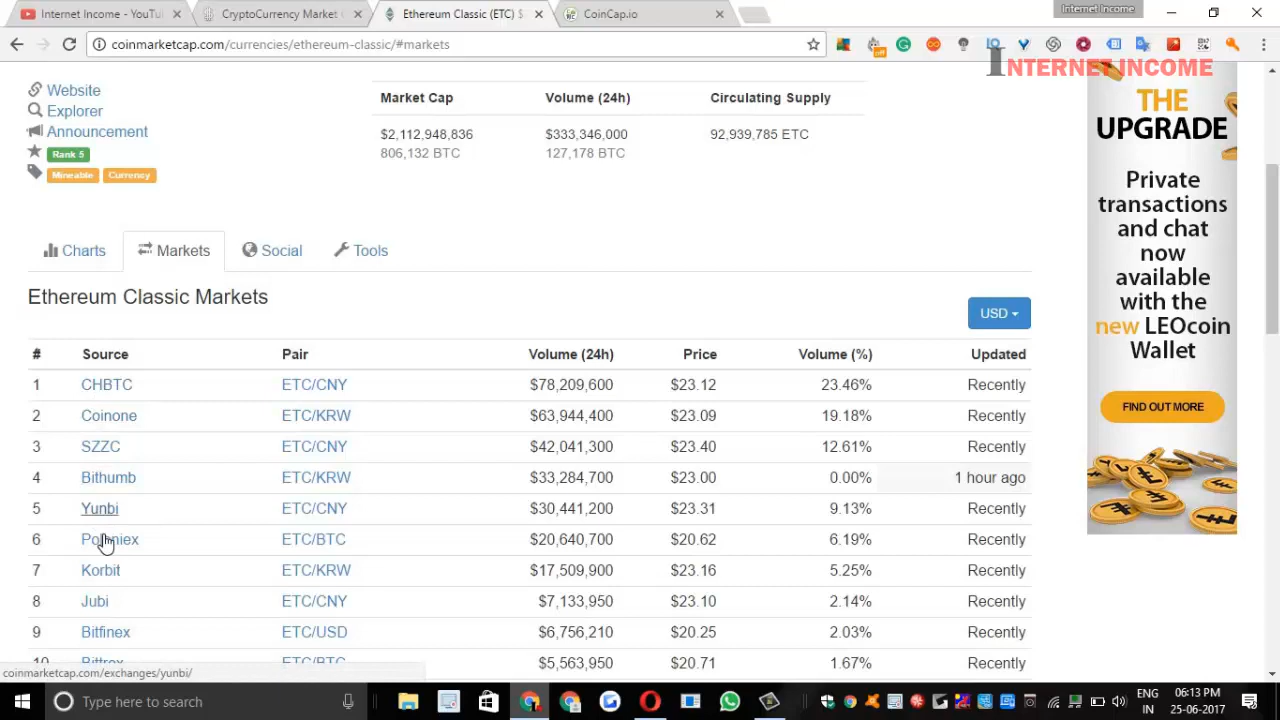 Internet Income - YouTu
CryptoCurrency Market C
Ethereum Classic (ETC) $
CoinCap.io
Internet Income
coinmarketcap.com/currencies/ethereum-classic/#markets
off
INTERNET INCOME
Website
Explorer
Announcement
Rank 5
Mineable Currency
Market Cap Volume (24h) Circulating Supply
$2,112,948,836 $333,346,000 92,939,785 ETC
806,132 BTC 127,178 BTC
Charts Markets Social Tools
Ethereum Classic Markets
USD
# Source Pair Volume (24h) Price Volume (%) Updated
1 CHBTC ETC/CNY $78,209,600 $23.12 23.46% Recently
2 Coinone ETC/KRW $63,944,400 $23.09 19.18% Recently
3 SZZC ETC/CNY $42,041,300 $23.40 12.61% Recently
4 Bithumb ETC/KRW $33,284,700 $23.00 0.00% 1 hour ago
5 Yunbi ETC/CNY $30,441,200 $23.31 9.13% Recently
6 Poloniex ETC/BTC $20,640,700 $20.62 6.19% Recently
7 Korbit ETC/KRW $17,509,900 $23.16 5.25% Recently
8 Jubi ETC/CNY $7,133,950 $23.10 2.14% Recently
9 Bitfinex ETC/USD $6,756,210 $20.25 2.03% Recently
10 Bittrex ETC/BTC $5,563,950 $20.71 1.67% Recently
THE
UPGRADE
Private
transactions
and chat
now
available
with the
new LEOcoin
Wallet
FIND OUT MORE
coinmarketcap.com/exchanges/yunbi/
Type here to search
ENG
IN
06:13 PM
25-06-2017